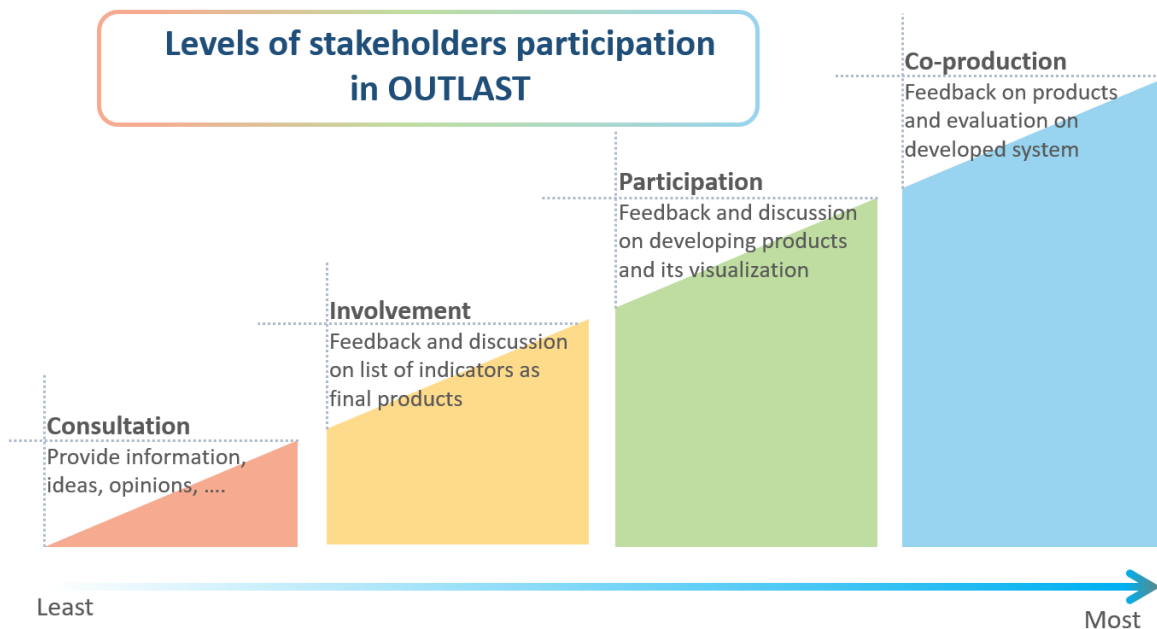 Levels of stakeholders participation
in OUTLAST
Co-production
Feedback on products
and evaluation on
developed system
Participation
Feedback and discussion
on developing products
and its visualization
Involvement
Feedback and discussion
on list of indicators as
final products
Consultation
Provide information,
ideas, opinions, ....
Least
Most